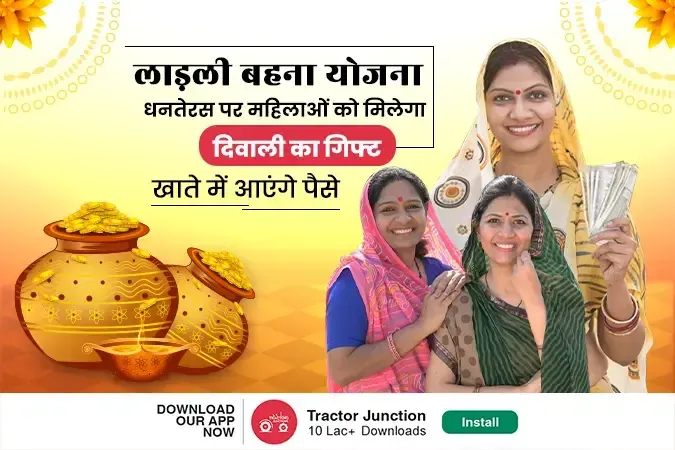 लाड़ली बहना योजना
धनतेरस पर महिलाओं को मिलेगा
दिवाली का गिफ्ट
खाते में आएंगे पैसे
DOWNLOAD
OUR APP
NOW
Tractor Junction
10 Lac+ Downloads
Install